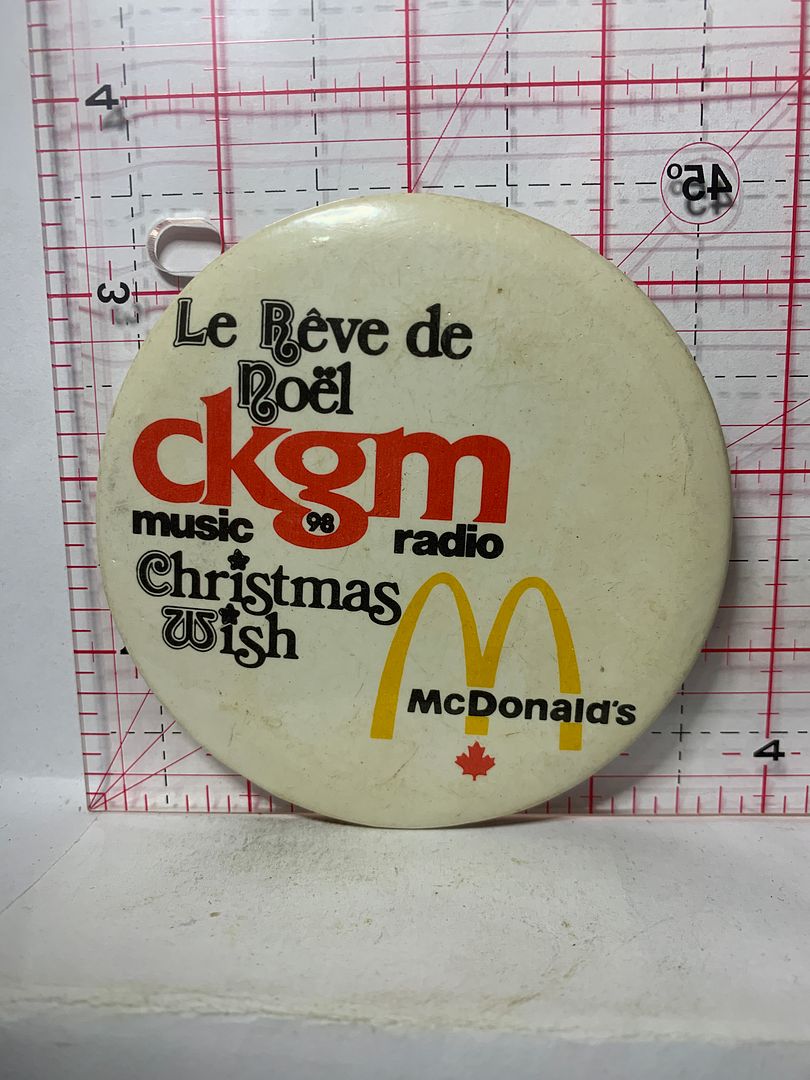 4
45°
3
Le Rêve de
Noël
ckgm
music 98 radio
Christmas
Wish
McDonald's
4